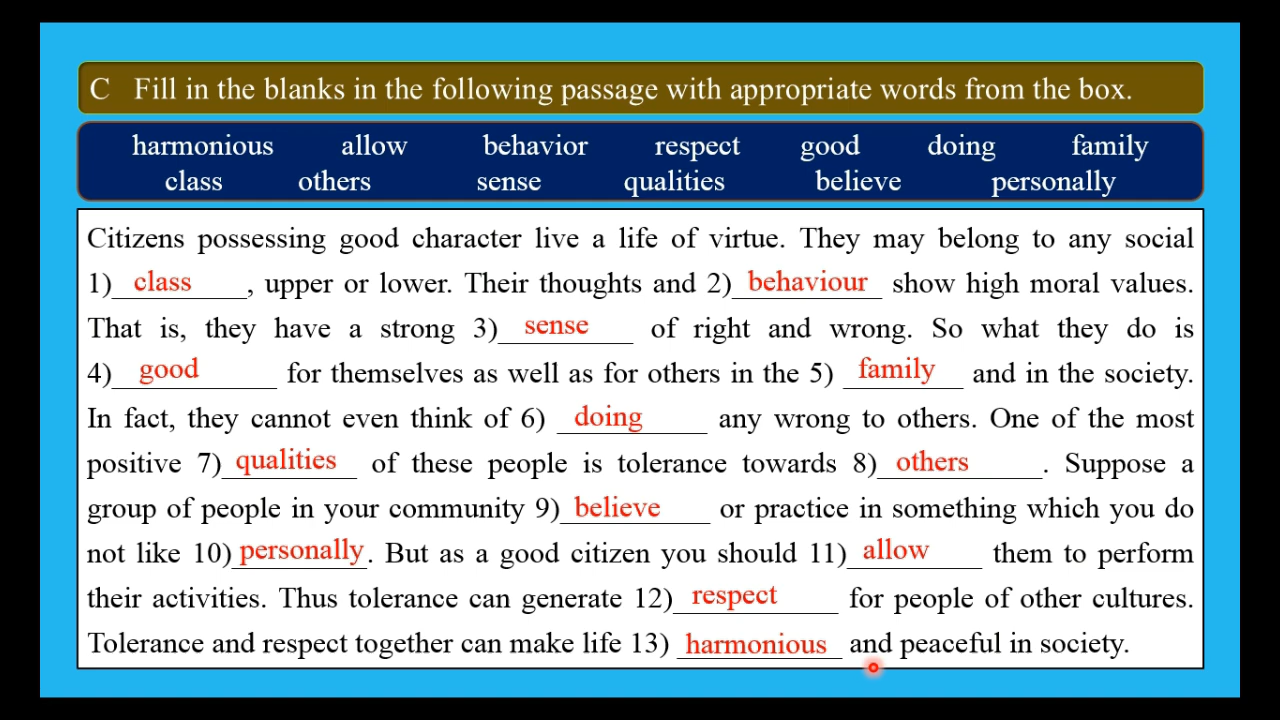 C Fill in the blanks in the following passage with appropriate words from the box.
harmonious allow behavior respect good doing family
class others sense qualities believe personally
Citizens possessing good character live a life of virtue. They may belong to any social
1) class , upper or lower. Their thoughts and 2) behaviour show high moral values.
That is, they have a strong 3) sense of right and wrong. So what they do is
4) good for themselves as well as for others in the 5) family and in the society.
In fact, they cannot even think of 6) doing any wrong to others. One of the most
positive 7) qualities of these people is tolerance towards 8) others . Suppose a
group of people in your community 9) believe or practice in something which you do
not like 10) personally. But as a good citizen you should 11) allow them to perform
their activities. Thus tolerance can generate 12) respect for people of other cultures.
Tolerance and respect together can make life 13) harmonious and peaceful in society.